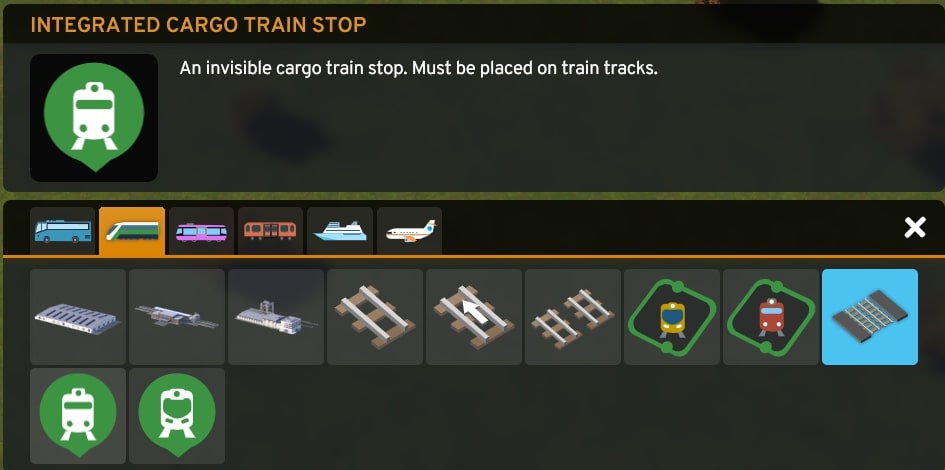 INTEGRATED CARGO TRAIN STOP
An invisible cargo train stop. Must be placed on train tracks.